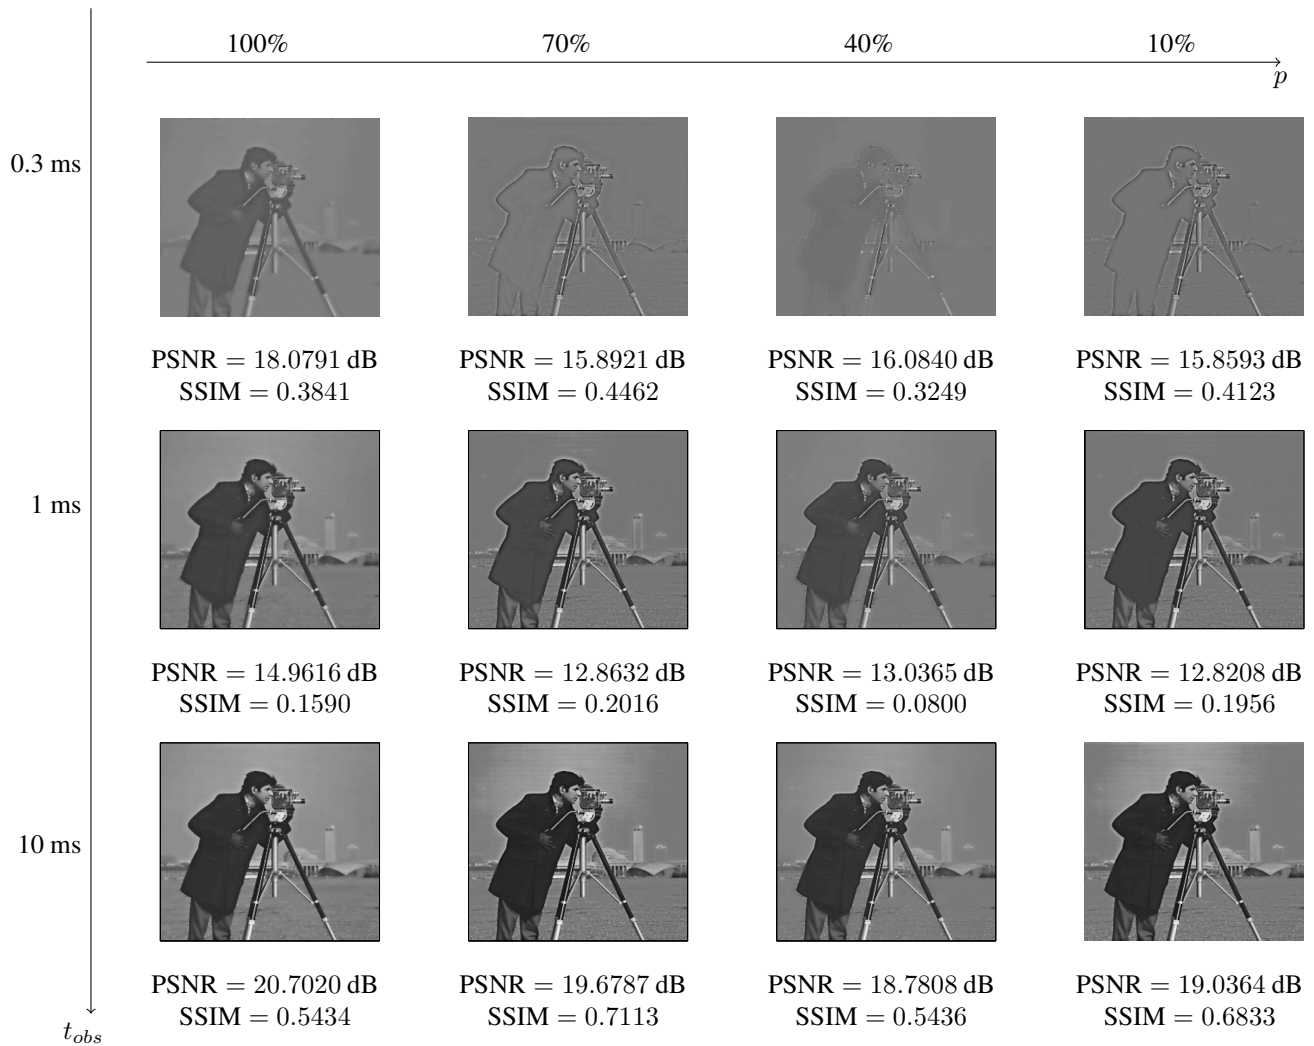 100% 70% 40% 10%
p
0.3 ms
PSNR = 18.0791 dB PSNR = 15.8921 dB PSNR = 16.0840 dB PSNR = 15.8593 dB
SSIM = 0.3841 SSIM = 0.4462 SSIM = 0.3249 SSIM = 0.4123
1 ms
PSNR = 14.9616 dB PSNR = 12.8632 dB PSNR = 13.0365 dB PSNR = 12.8208 dB
SSIM = 0.1590 SSIM = 0.2016 SSIM = 0.0800 SSIM = 0.1956
10 ms
PSNR = 20.7020 dB PSNR = 19.6787 dB PSNR = 18.7808 dB PSNR = 19.0364 dB
SSIM = 0.5434 SSIM = 0.7113 SSIM = 0.5436 SSIM = 0.6833
t_obs